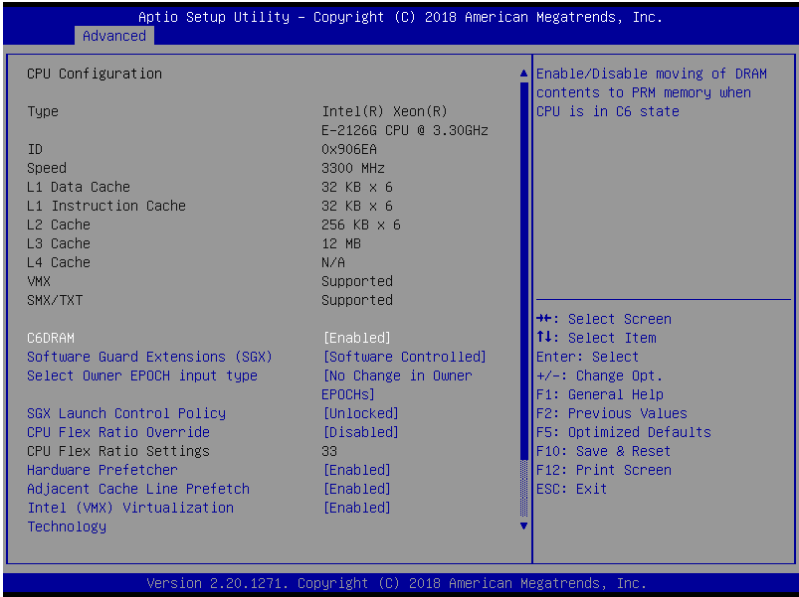 Aptio Setup Utility – Copyright (C) 2018 American Megatrends, Inc.
Advanced
CPU Configuration
Type Intel(R) Xeon(R)
E-2126G CPU @ 3.30GHz
ID 0x906EA
Speed 3300 MHz
L1 Data Cache 32 KB x 6
L1 Instruction Cache 32 KB x 6
L2 Cache 256 KB x 6
L3 Cache 12 MB
L4 Cache N/A
VMX Supported
SMX/TXT Supported
C6DRAM [Enabled]
Software Guard Extensions (SGX) [Software Controlled]
Select Owner EPOCH input type [No Change in Owner
EPOCHs]
SGX Launch Control Policy [Unlocked]
CPU Flex Ratio Override [Disabled]
CPU Flex Ratio Settings 33
Hardware Prefetcher [Enabled]
Adjacent Cache Line Prefetch [Enabled]
Intel (VMX) Virtualization [Enabled]
Technology
Enable/Disable moving of DRAM
contents to PRM memory when
CPU is in C6 state
→←: Select Screen
↑↓: Select Item
Enter: Select
+/-: Change Opt.
F1: General Help
F2: Previous Values
F5: Optimized Defaults
F10: Save & Reset
F12: Print Screen
ESC: Exit
Version 2.20.1271. Copyright (C) 2018 American Megatrends, Inc.